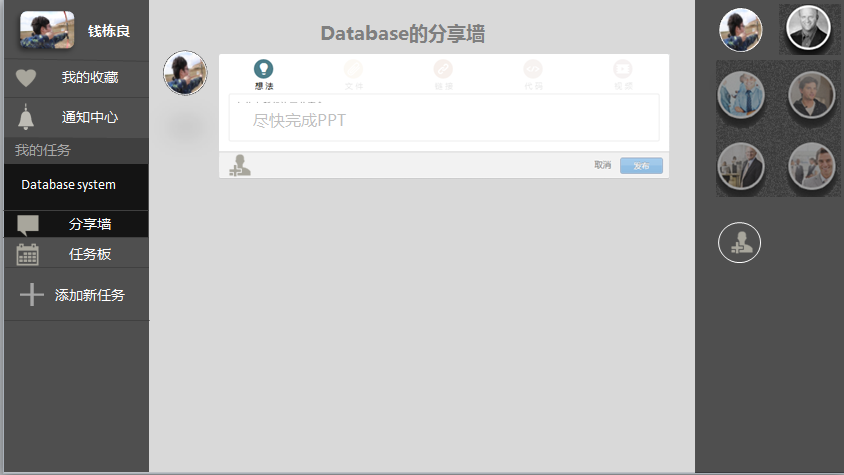 钱栋良
我的收藏
通知中心
我的任务
Database system
分享墙
任务板
添加新任务
Database的分享墙
想法 文件 链接 代码 视频
尽快完成PPT
取消 发布